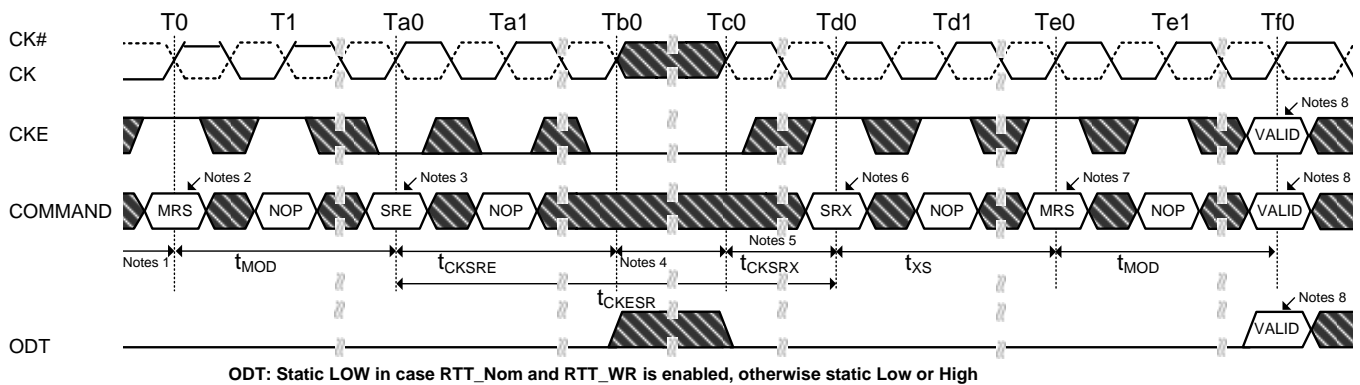 T0 T1 Ta0 Ta1 Tb0 Tc0 Td0 Td1 Te0 Te1 Tf0
CK#
CK
Notes 8
CKE VALID
Notes 2 Notes 3 Notes 6 Notes 7 Notes 8
COMMAND MRS NOP SRE NOP SRX NOP MRS NOP VALID
Notes 1 tMOD tCKSRE Notes 4 Notes 5 tCKSRX tXS tMOD
tCKESR
Notes 8
ODT VALID
ODT: Static LOW in case RTT_Nom and RTT_WR is enabled, otherwise static Low or High